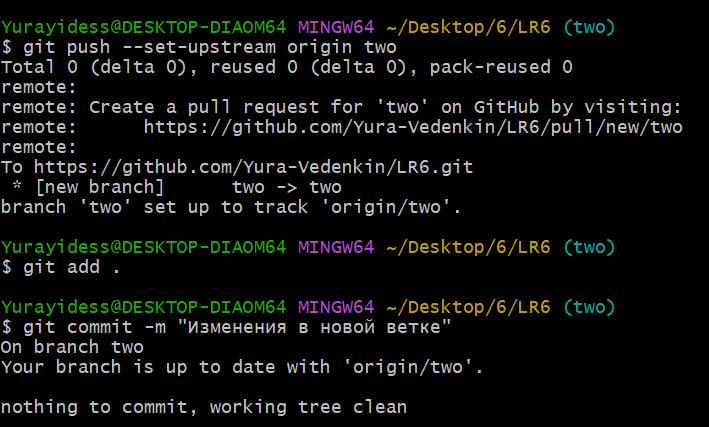 Yurayidess@DESKTOP-DIAOM64 MINGW64 ~/Desktop/6/LR6 (two)
$ git push --set-upstream origin two
Total 0 (delta 0), reused 0 (delta 0), pack-reused 0
remote:
remote: Create a pull request for 'two' on GitHub by visiting:
remote:      https://github.com/Yura-Vedenkin/LR6/pull/new/two
remote:
To https://github.com/Yura-Vedenkin/LR6.git
 * [new branch]      two -> two
branch 'two' set up to track 'origin/two'.
Yurayidess@DESKTOP-DIAOM64 MINGW64 ~/Desktop/6/LR6 (two)
$ git add .
Yurayidess@DESKTOP-DIAOM64 MINGW64 ~/Desktop/6/LR6 (two)
$ git commit -m "Изменения в новой ветке"
On branch two
Your branch is up to date with 'origin/two'.
nothing to commit, working tree clean